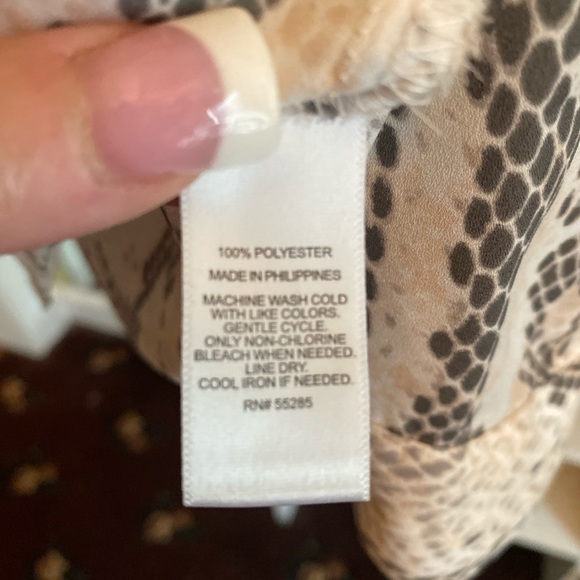 100% POLYESTER
MADE IN PHILIPPINES
MACHINE WASH COLD
WITH LIKE COLORS.
GENTLE CYCLE.
ONLY NON-CHLORINE
BLEACH WHEN NEEDED.
LINE DRY.
COOL IRON IF NEEDED.
RN# 55285